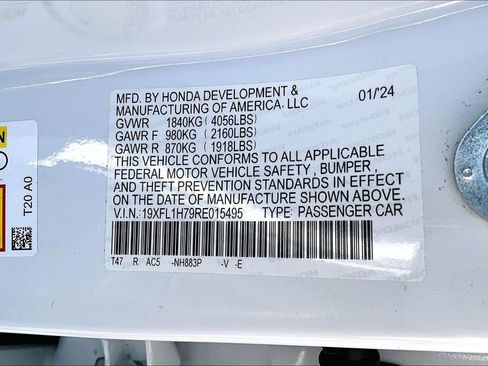 MFD. BY HONDA DEVELOPMENT &
MANUFACTURING OF AMERICA, LLC 01/'24
GVWR 1840KG ( 4056LBS)
GAWR F 980KG ( 2160LBS)
GAWR R 870KG ( 1918LBS)
THIS VEHICLE CONFORMS TO ALL APPLICABLE
FEDERAL MOTOR VEHICLE SAFETY , BUMPER
AND THEFT PREVENTION STANDARDS IN EFFECT
ON THE DATE OF MANUFACTURE SHOWN ABOVE.
V.I.N.:19XFL1H79RE015495 TYPE: PASSENGER CAR
T47 R AC5 -NH883P -V -E
T20 A0